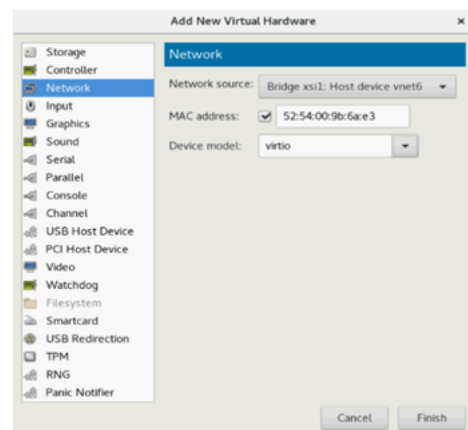 Add New Virtual Hardware ×
Storage
Controller
Network
Input
Graphics
Sound
Serial
Parallel
Console
Channel
USB Host Device
PCI Host Device
Video
Watchdog
Filesystem
Smartcard
USB Redirection
TPM
RNG
Panic Notifier
Network
Network source: Bridge xsi1: Host device vnet6
MAC address: 52:54:00:9b:6a:e3
Device model: virtio
Cancel Finish